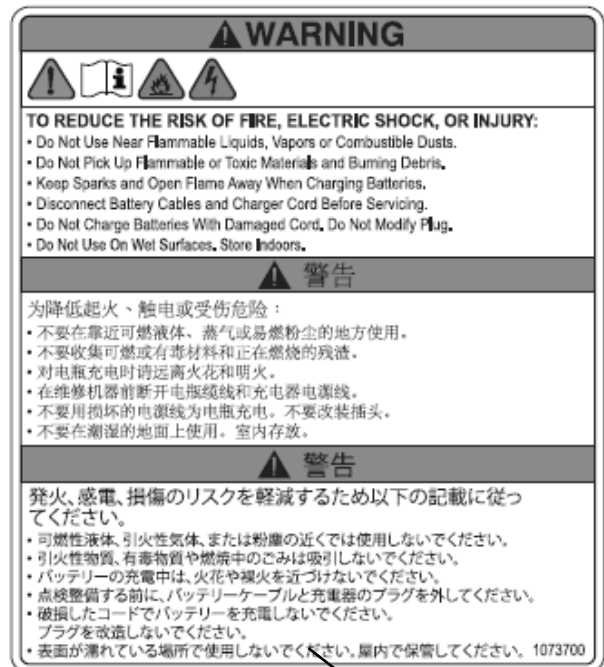 WARNING
TO REDUCE THE RISK OF FIRE, ELECTRIC SHOCK, OR INJURY:
• Do Not Use Near Flammable Liquids, Vapors or Combustible Dusts.
• Do Not Pick Up Flammable or Toxic Materials and Burning Debris.
• Keep Sparks and Open Flame Away When Charging Batteries.
• Disconnect Battery Cables and Charger Cord Before Servicing.
• Do Not Charge Batteries With Damaged Cord. Do Not Modify Plug.
• Do Not Use On Wet Surfaces. Store Indoors.
警告
为降低起火、触电或受伤危险：
• 不要在靠近可燃液体、蒸气或易燃粉尘的地方使用。
• 不要收集可燃或有毒材料和正在燃烧的残渣。
• 对电瓶充电时请远离火花和明火。
• 在维修机器前断开电瓶缆线和充电器电源线。
• 不要用损坏的电源线为电瓶充电。不要改装插头。
• 不要在潮湿的地面上使用。室内存放。
警告
発火、感電、損傷のリスクを軽減するため以下の記載に従っ
てください。
• 可燃性液体、引火性気体、または粉塵の近くでは使用しないでください。
• 引火性物質、有毒物質や燃焼中のごみは吸引しないでください。
• バッテリーの充電中は、火花や裸火を近づけないでください。
• 点検整備する前に、バッテリーケーブルと充電器のプラグを外してください。
• 破損したコードでバッテリーを充電しないでください。
プラグを改造しないでください。
• 表面が濡れている場所で使用しないでください。屋内で保管してください。 1073700